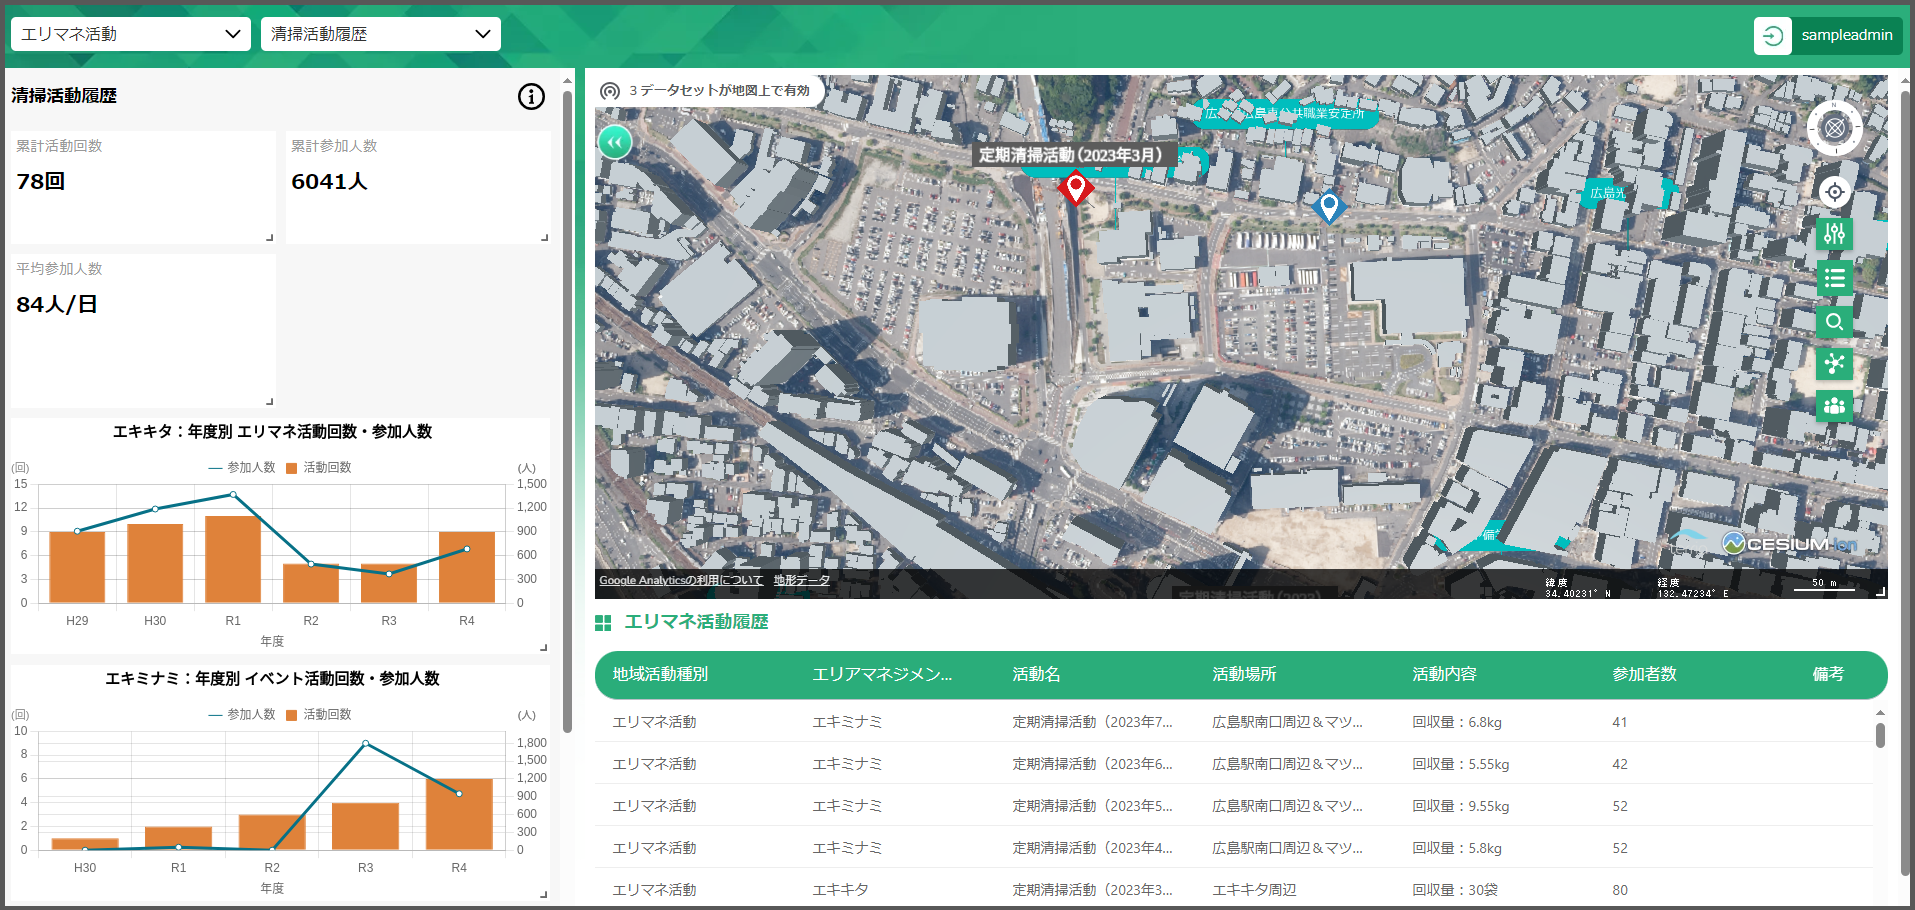 エリマネ活動
清掃活動履歴
sampleadmin
清掃活動履歴
累計活動回数
78回
累計参加人数
6041人
平均参加人数
84人/日
エキキタ：年度別 エリマネ活動回数・参加人数
(回)
参加人数 活動回数
(人)
15
12
9
6
3
0
1,500
1,200
900
600
300
0
H29 H30 R1 R2 R3 R4
年度
エキミナミ：年度別 イベント活動回数・参加人数
(回)
参加人数 活動回数
(人)
10
8
6
4
2
0
1,800
1,500
1,200
900
600
300
0
H30 R1 R2 R3 R4
年度
3 データセットが地図上で有効
定期清掃活動（2023年3月）
公共職業安定所
広島
N
CESIUM ion
Google Analyticsの利用について 地形データ
定期清掃活動（2023）
緯度
34.40231° N
経度
132.47234° E
50 m
エリマネ活動履歴
地域活動種別 エリアマネジメン... 活動名 活動場所 活動内容 参加者数 備考
エリマネ活動 エキミナミ 定期清掃活動（2023年7... 広島駅南口周辺＆マツ... 回収量：6.8kg 41
エリマネ活動 エキミナミ 定期清掃活動（2023年6... 広島駅南口周辺＆マツ... 回収量：5.55kg 42
エリマネ活動 エキミナミ 定期清掃活動（2023年5... 広島駅南口周辺＆マツ... 回収量：9.55kg 52
エリマネ活動 エキミナミ 定期清掃活動（2023年4... 広島駅南口周辺＆マツ... 回収量：5.8kg 52
エリマネ活動 エキキタ 定期清掃活動（2023年3... エキキタ周辺 回収量：30袋 80